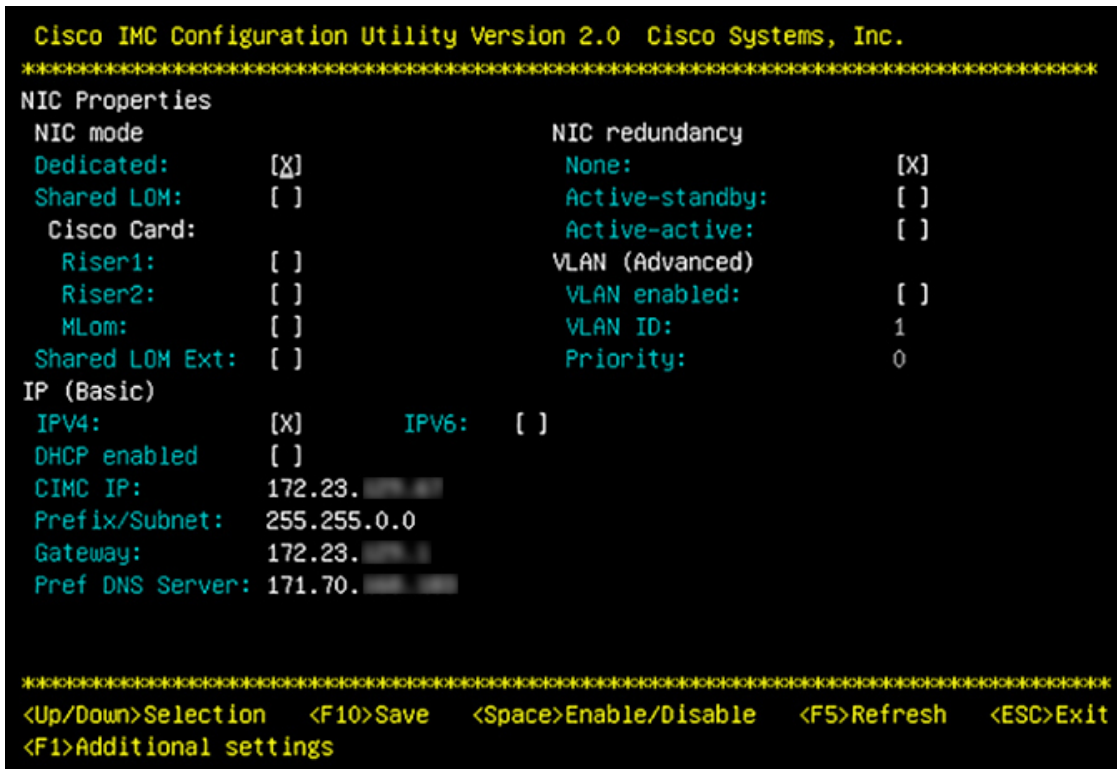 Cisco IMC Configuration Utility Version 2.0 Cisco Systems, Inc.
********************************************************************************
NIC Properties
NIC mode NIC redundancy
Dedicated: [X] None: [X]
Shared LOM: [ ] Active-standby: [ ]
Cisco Card: Active-active: [ ]
Riser1: [ ] VLAN (Advanced)
Riser2: [ ] VLAN enabled: [ ]
MLom: [ ] VLAN ID: 1
Shared LOM Ext: [ ] Priority: 0
IP (Basic)
IPV4: [X] IPV6: [ ]
DHCP enabled [ ]
CIMC IP: 172.23.
Prefix/Subnet: 255.255.0.0
Gateway: 172.23.
Pref DNS Server: 171.70.
********************************************************************************
<Up/Down>Selection <F10>Save <Space>Enable/Disable <F5>Refresh <ESC>Exit
<F1>Additional settings